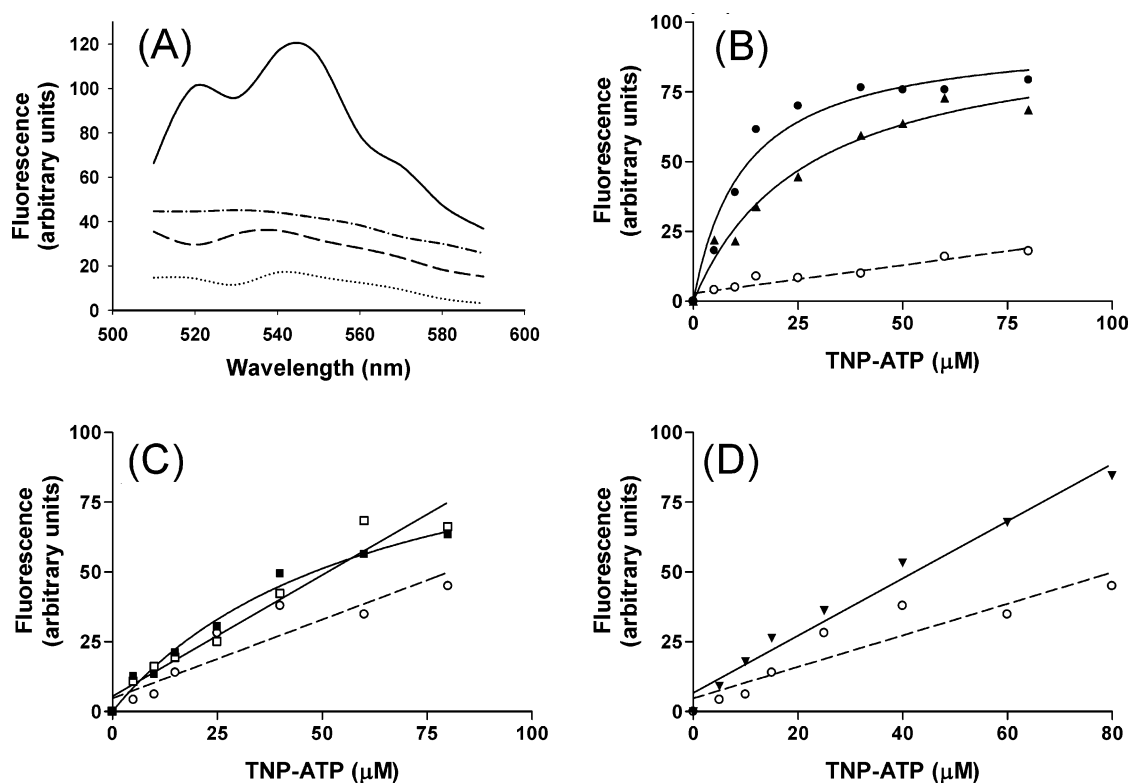 (A)
Fluorescence
(arbitrary units)
120
100
80
60
40
20
0
500
520
540
560
580
600
Wavelength (nm)
(B)
Fluorescence
(arbitrary units)
100
75
50
25
0
0
25
50
75
100
TNP-ATP (μM)
(C)
Fluorescence
(arbitrary units)
100
75
50
25
0
0
25
50
75
100
TNP-ATP (μM)
(D)
Fluorescence
(arbitrary units)
100
75
50
25
0
0
20
40
60
80
TNP-ATP (μM)